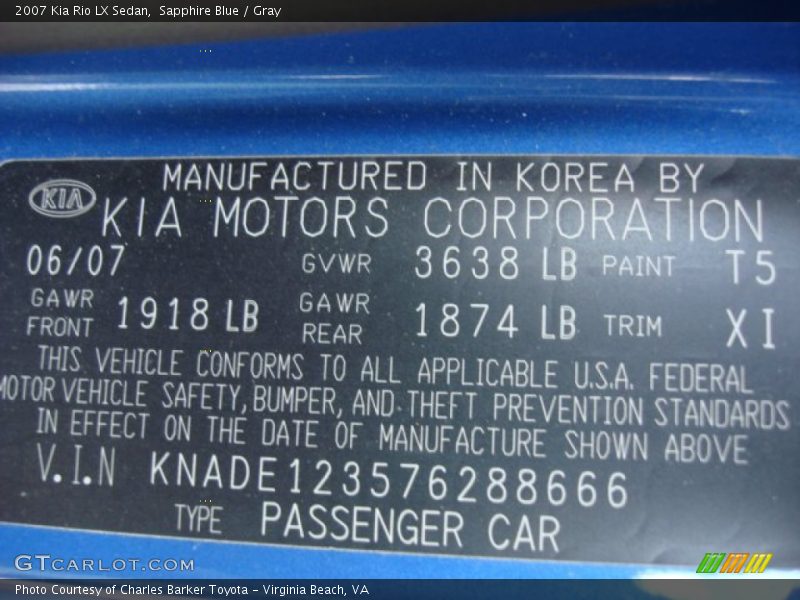 2007 Kia Rio LX Sedan, Sapphire Blue / Gray
MANUFACTURED IN KOREA BY
KIA KIA MOTORS CORPORATION
06/07 GVWR 3638 LB PAINT T5
GAWR FRONT 1918 LB GAWR REAR 1874 LB TRIM XI
THIS VEHICLE CONFORMS TO ALL APPLICABLE U.S.A. FEDERAL
MOTOR VEHICLE SAFETY, BUMPER, AND THEFT PREVENTION STANDARDS
IN EFFECT ON THE DATE OF MANUFACTURE SHOWN ABOVE
V.I.N KNADE123576288666
TYPE PASSENGER CAR
GTCARLOT.COM
Photo Courtesy of Charles Barker Toyota - Virginia Beach, VA